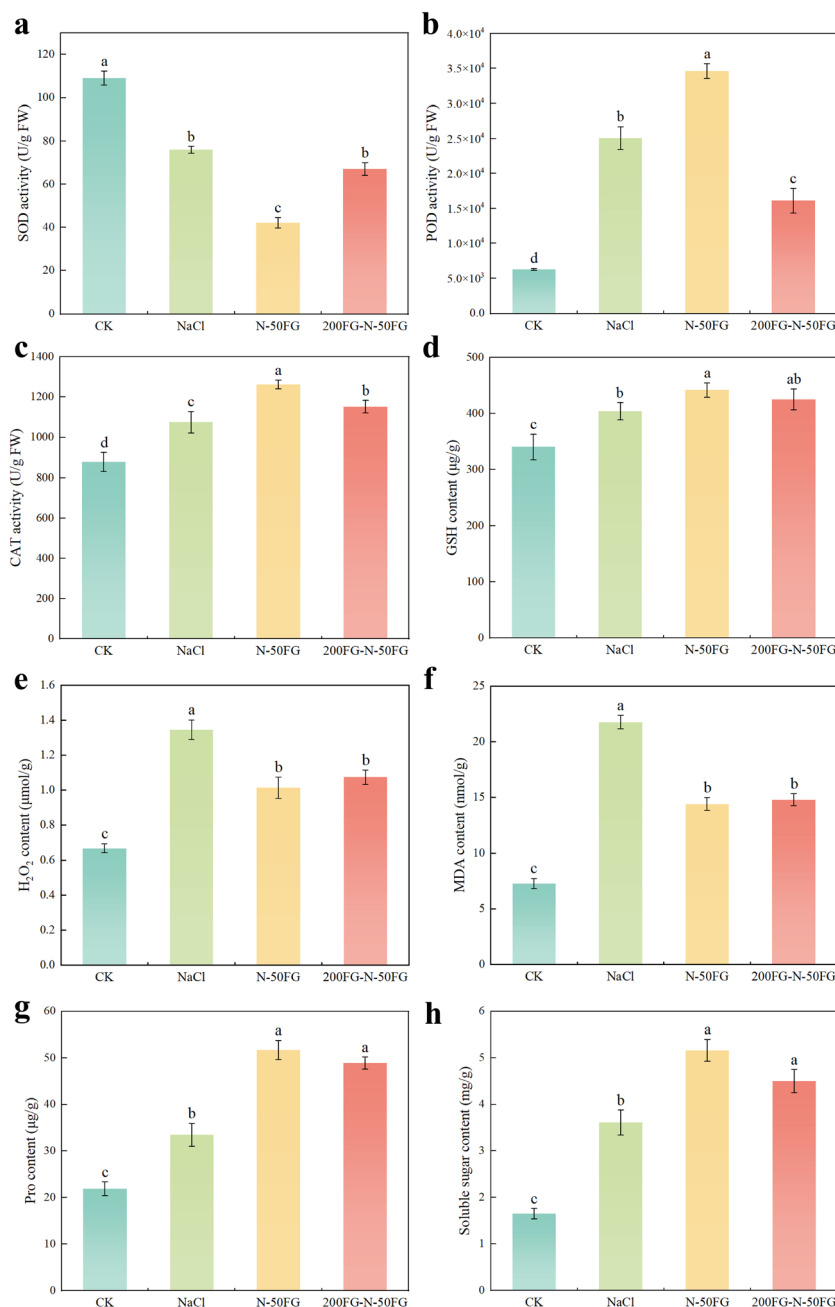 a
SOD activity (U/g FW)
120
100
80
60
40
20
0
a
b
c
b
CK NaCl N-50FG 200FG-N-50FG
b
POD activity (U/g FW)
4.0×10⁴
3.5×10⁴
3.0×10⁴
2.5×10⁴
2.0×10⁴
1.5×10⁴
1.0×10⁴
5.0×10³
0.0
d
b
a
c
CK NaCl N-50FG 200FG-N-50FG
c
CAT activity (U/g FW)
1400
1200
1000
800
600
400
200
0
d
c
a
b
CK NaCl N-50FG 200FG-N-50FG
d
GSH content (μg/g)
500
400
300
200
100
0
c
b
a
ab
CK NaCl N-50FG 200FG-N-50FG
e
H₂O₂ content (μmol/g)
1.6
1.4
1.2
1.0
0.8
0.6
0.4
0.2
0.0
c
a
b
b
CK NaCl N-50FG 200FG-N-50FG
f
MDA content (nmol/g)
25
20
15
10
5
0
c
a
b
b
CK NaCl N-50FG 200FG-N-50FG
g
Pro content (μg/g)
60
50
40
30
20
10
0
c
b
a
a
CK NaCl N-50FG 200FG-N-50FG
h
Soluble sugar content (mg/g)
6
5
4
3
2
1
0
c
b
a
a
CK NaCl N-50FG 200FG-N-50FG